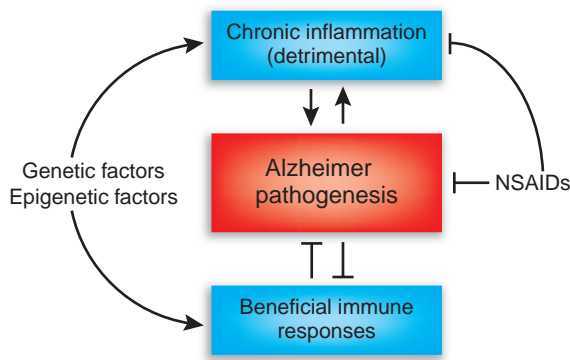 Chronic inflammation
(detrimental)
Genetic factors
Epigenetic factors
Alzheimer
pathogenesis
NSAIDs
Beneficial immune
responses